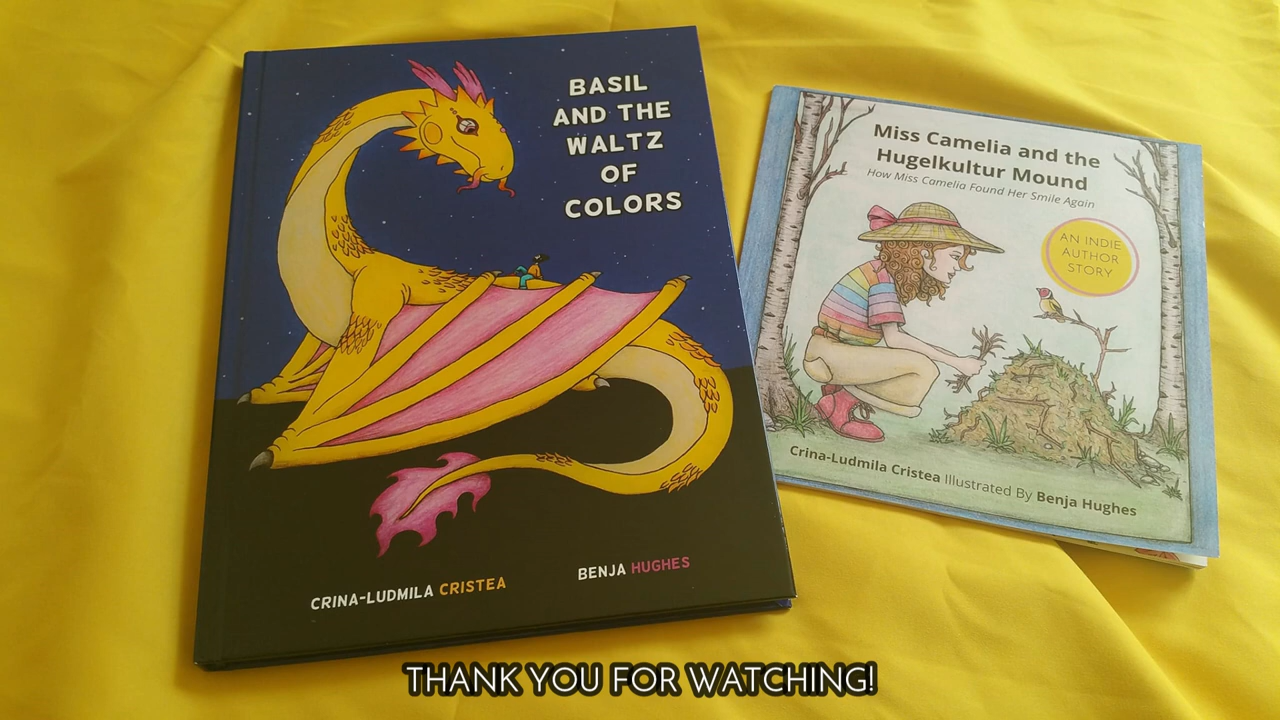 BASIL
AND THE
WALTZ
OF
COLORS
CRINA-LUDMILA CRISTEA
BENJA HUGHES
Miss Camelia and the
Hugelkultur Mound
How Miss Camelia Found Her Smile Again
AN INDIE
AUTHOR
STORY
Crina-Ludmila Cristea Illustrated By Benja Hughes
THANK YOU FOR WATCHING!